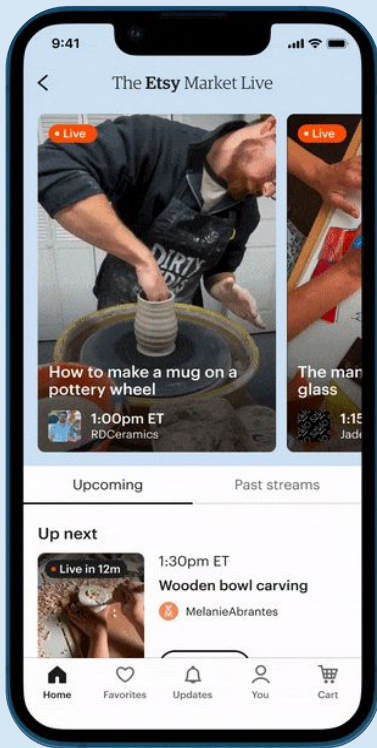 9:41
The Etsy Market Live
Live
Live
DIRTY
How to make a mug on a
pottery wheel
1:00pm ET
RDCeramics
The man
glass
1:15
Jade
Upcoming
Past streams
Up next
Live in 12m
1:30pm ET
Wooden bowl carving
MelanieAbrantes
Home
Favorites
Updates
You
Cart